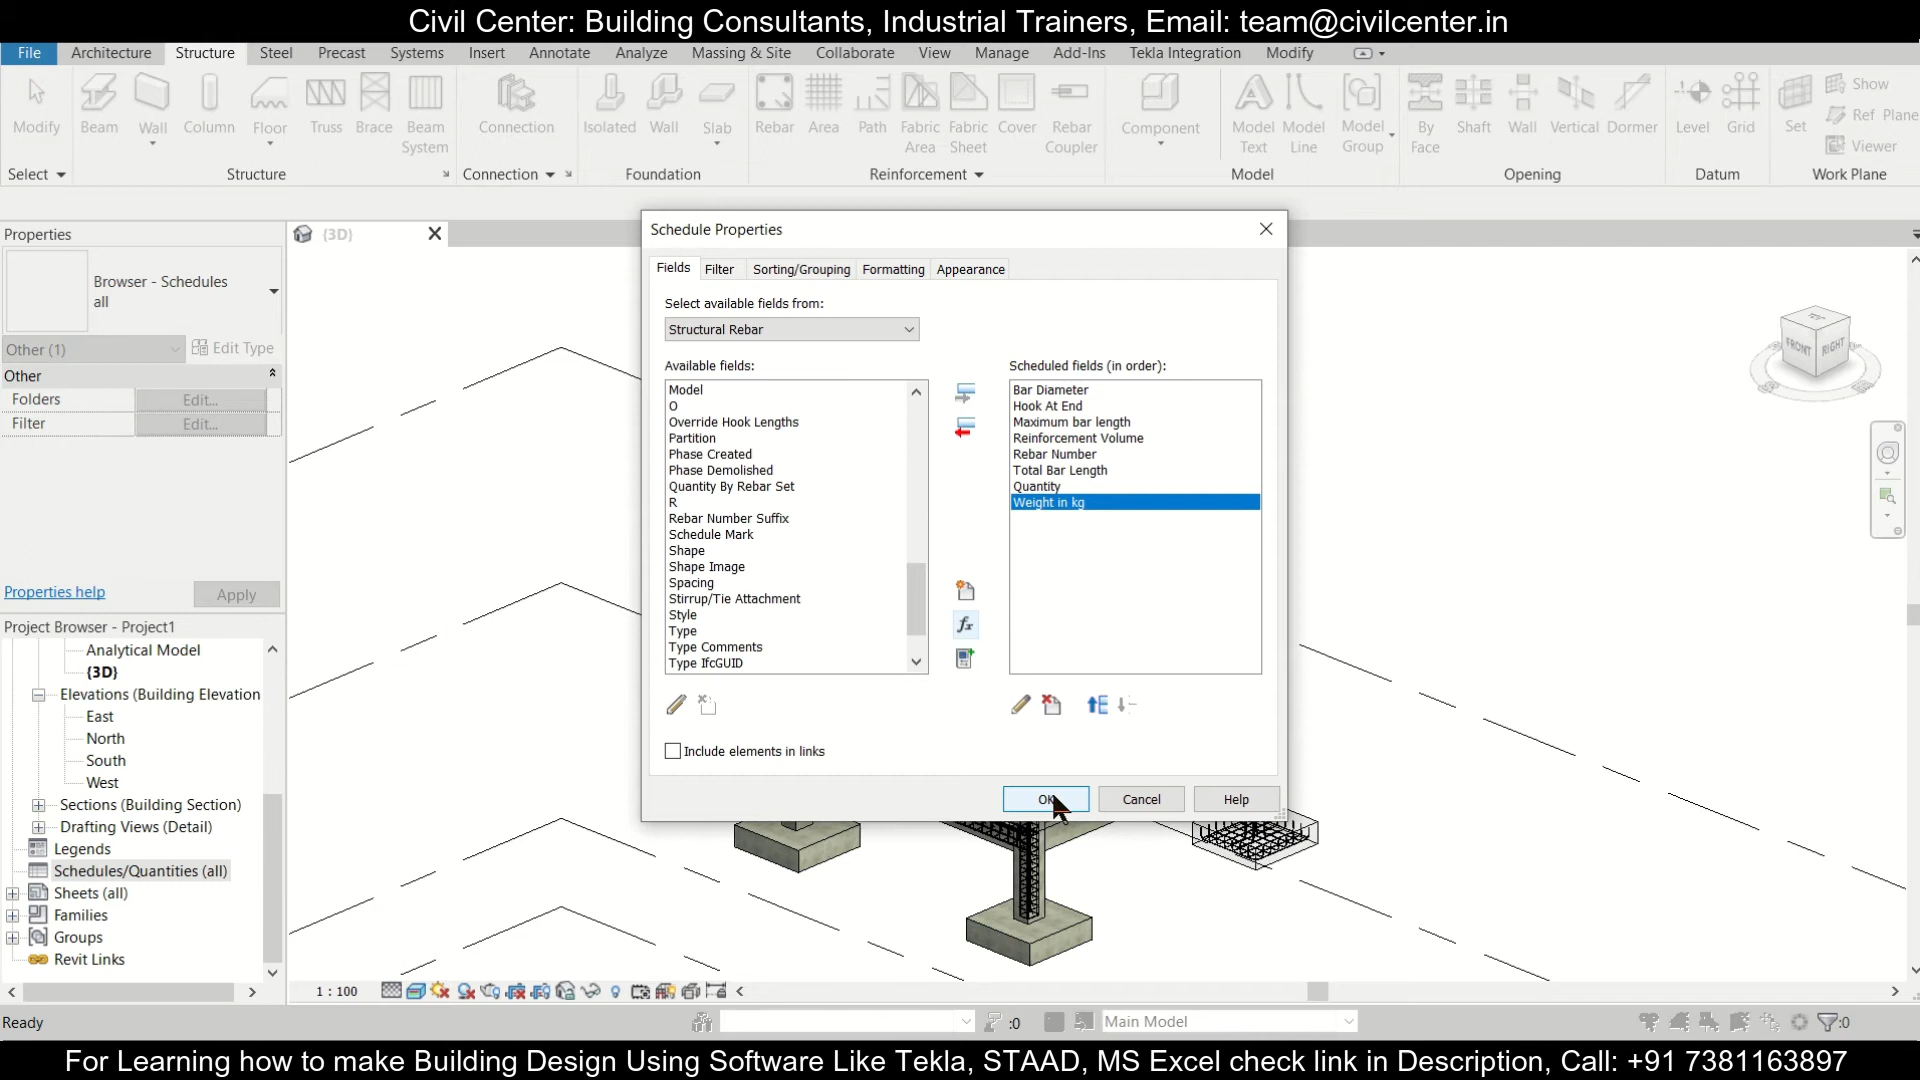 Civil Center: Building Consultants, Industrial Trainers, Email: team@civilcenter.in
File Architecture Structure Steel Precast Systems Insert Annotate Analyze Massing & Site Collaborate View Manage Add-Ins Tekla Integration Modify
Modify Beam Wall Column Floor Truss Brace Beam System Connection Isolated Wall Slab Rebar Area Path Fabric Area Fabric Sheet Cover Rebar Coupler Component Model Text Model Line Model Group By Face Shaft Wall Vertical Dormer Level Grid Set Show Ref Plane Viewer
Select Structure Connection Foundation Reinforcement Model Opening Datum Work Plane
Properties
Browser - Schedules
all
Other (1) Edit Type
Other
Folders Edit...
Filter Edit...
Properties help Apply
Project Browser - Project1
Analytical Model
{3D}
Elevations (Building Elevation
East
North
South
West
Sections (Building Section)
Drafting Views (Detail)
Legends
Schedules/Quantities (all)
Sheets (all)
Families
Groups
Revit Links
{3D}
Schedule Properties
Fields Filter Sorting/Grouping Formatting Appearance
Select available fields from:
Structural Rebar
Available fields:
Model
O
Override Hook Lengths
Partition
Phase Created
Phase Demolished
Quantity By Rebar Set
R
Rebar Number Suffix
Schedule Mark
Shape
Shape Image
Spacing
Stirrup/Tie Attachment
Style
Type
Type Comments
Type IfcGUID
fx
Scheduled fields (in order):
Bar Diameter
Hook At End
Maximum bar length
Reinforcement Volume
Rebar Number
Total Bar Length
Quantity
Weight in kg
Include elements in links
OK Cancel Help
FRONT RIGHT
1 : 100
Ready :0 Main Model :0
For Learning how to make Building Design Using Software Like Tekla, STAAD, MS Excel check link in Description, Call: +91 7381163897